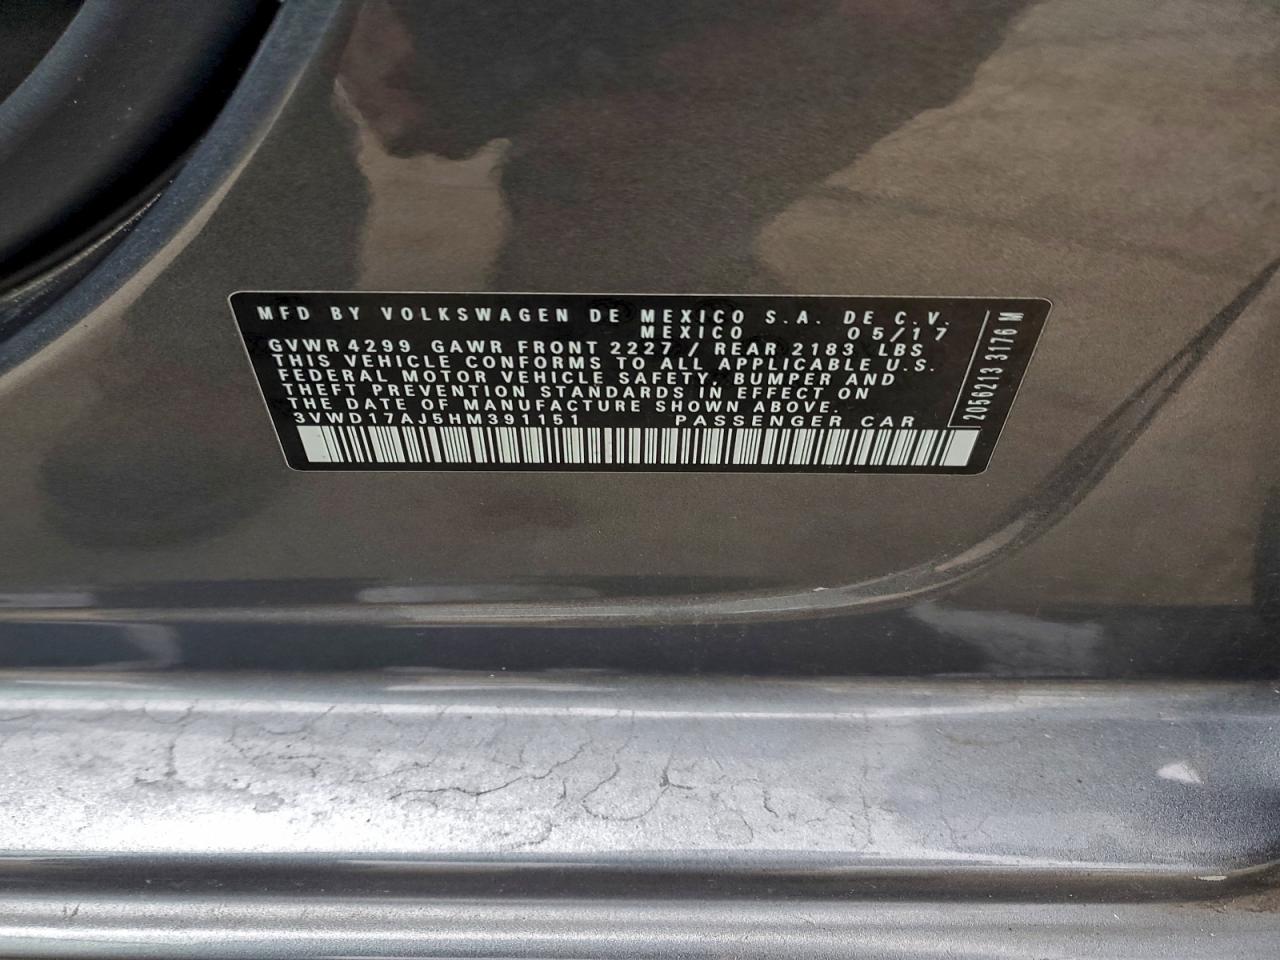 MFD BY VOLKSWAGEN DE MEXICO S.A. DE C.V.
MEXICO 05/17
GVWR 4299 GAWR FRONT 2227 / REAR 2183 LBS
THIS VEHICLE CONFORMS TO ALL APPLICABLE U.S.
FEDERAL MOTOR VEHICLE SAFETY, BUMPER AND
THEFT PREVENTION STANDARDS IN EFFECT ON
THE DATE OF MANUFACTURE SHOWN ABOVE.
3VWD17AJ5HM391151 PASSENGER CAR
2056213 3176 M